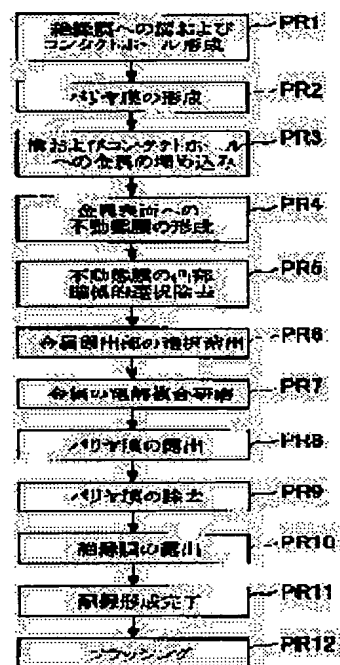 絶縁膜への溝および
コンタクトホール形成
PR1
バリヤ膜の形成
PR2
溝およびコンタクトホール
への金属の埋め込み
PR3
金属表面への
不動態膜の形成
PR4
不動態膜の凸部
選択除去
PR5
金属露出部の選択溶出
PR6
金属の電解複合研磨
PR7
バリヤ膜の露出
PR8
バリヤ膜の除去
PR9
絶縁膜の露出
PR10
配線形成完了
PR11
フラッシング
PR12